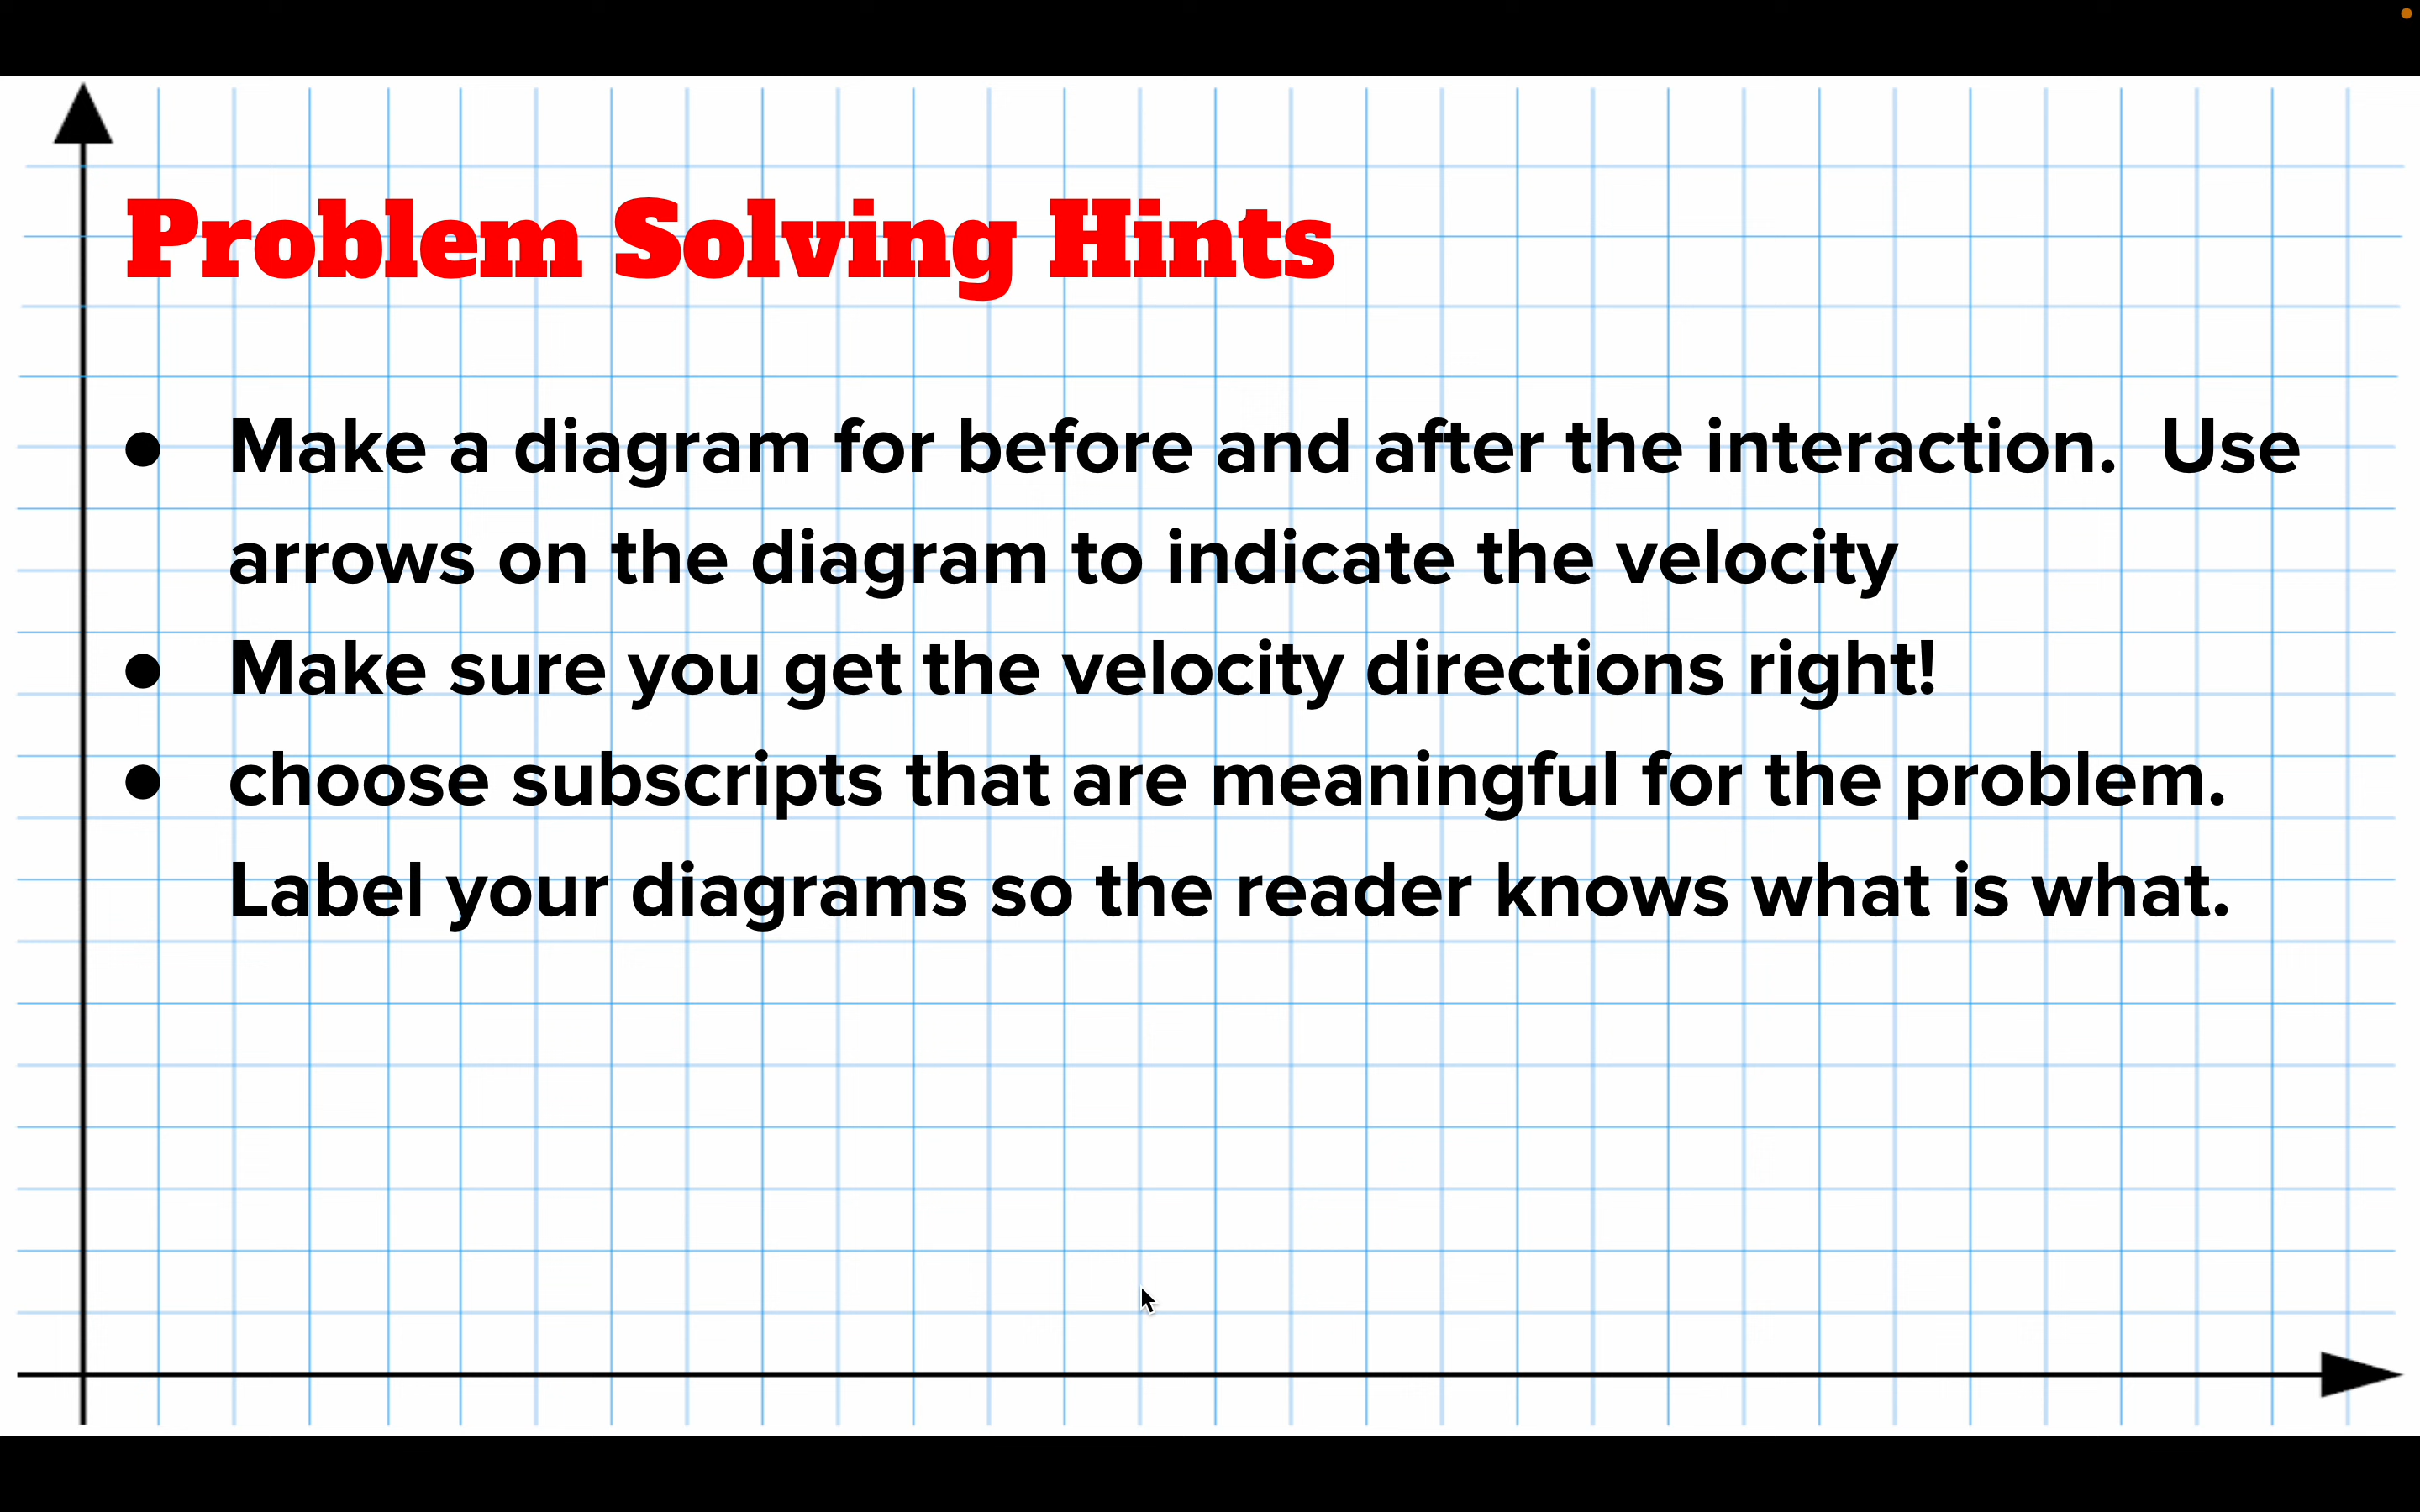 Problem Solving Hints
● Make a diagram for before and after the interaction.  Use
arrows on the diagram to indicate the velocity
● Make sure you get the velocity directions right!
● choose subscripts that are meaningful for the problem.
Label your diagrams so the reader knows what is what.